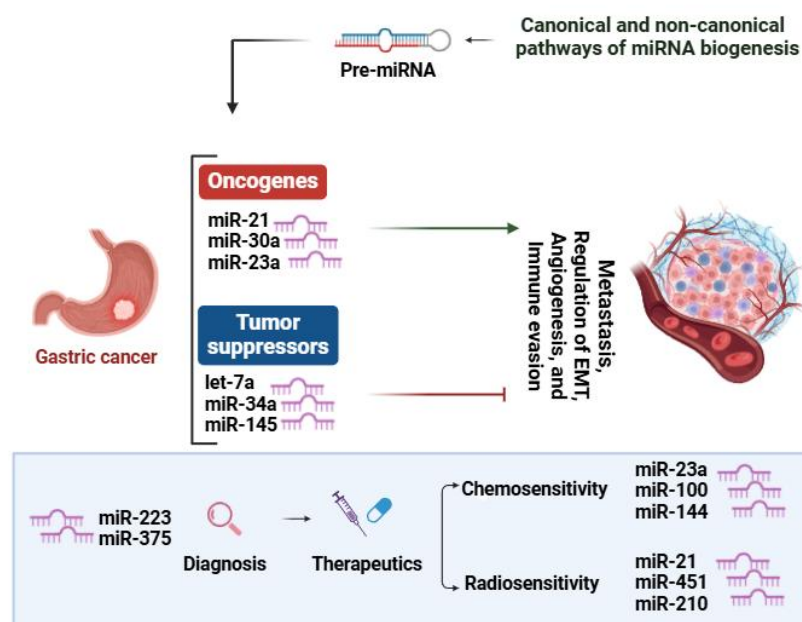 Canonical and non-canonical
pathways of miRNA biogenesis
Pre-miRNA
Oncogenes
miR-21
miR-30a
miR-23a
Gastric cancer
Tumor
suppressors
let-7a
miR-34a
miR-145
Metastasis,
Regulation of EMT,
Angiogenesis, and
Immune evasion
miR-223
miR-375
Diagnosis
Therapeutics
Chemosensitivity
miR-23a
miR-100
miR-144
Radiosensitivity
miR-21
miR-451
miR-210